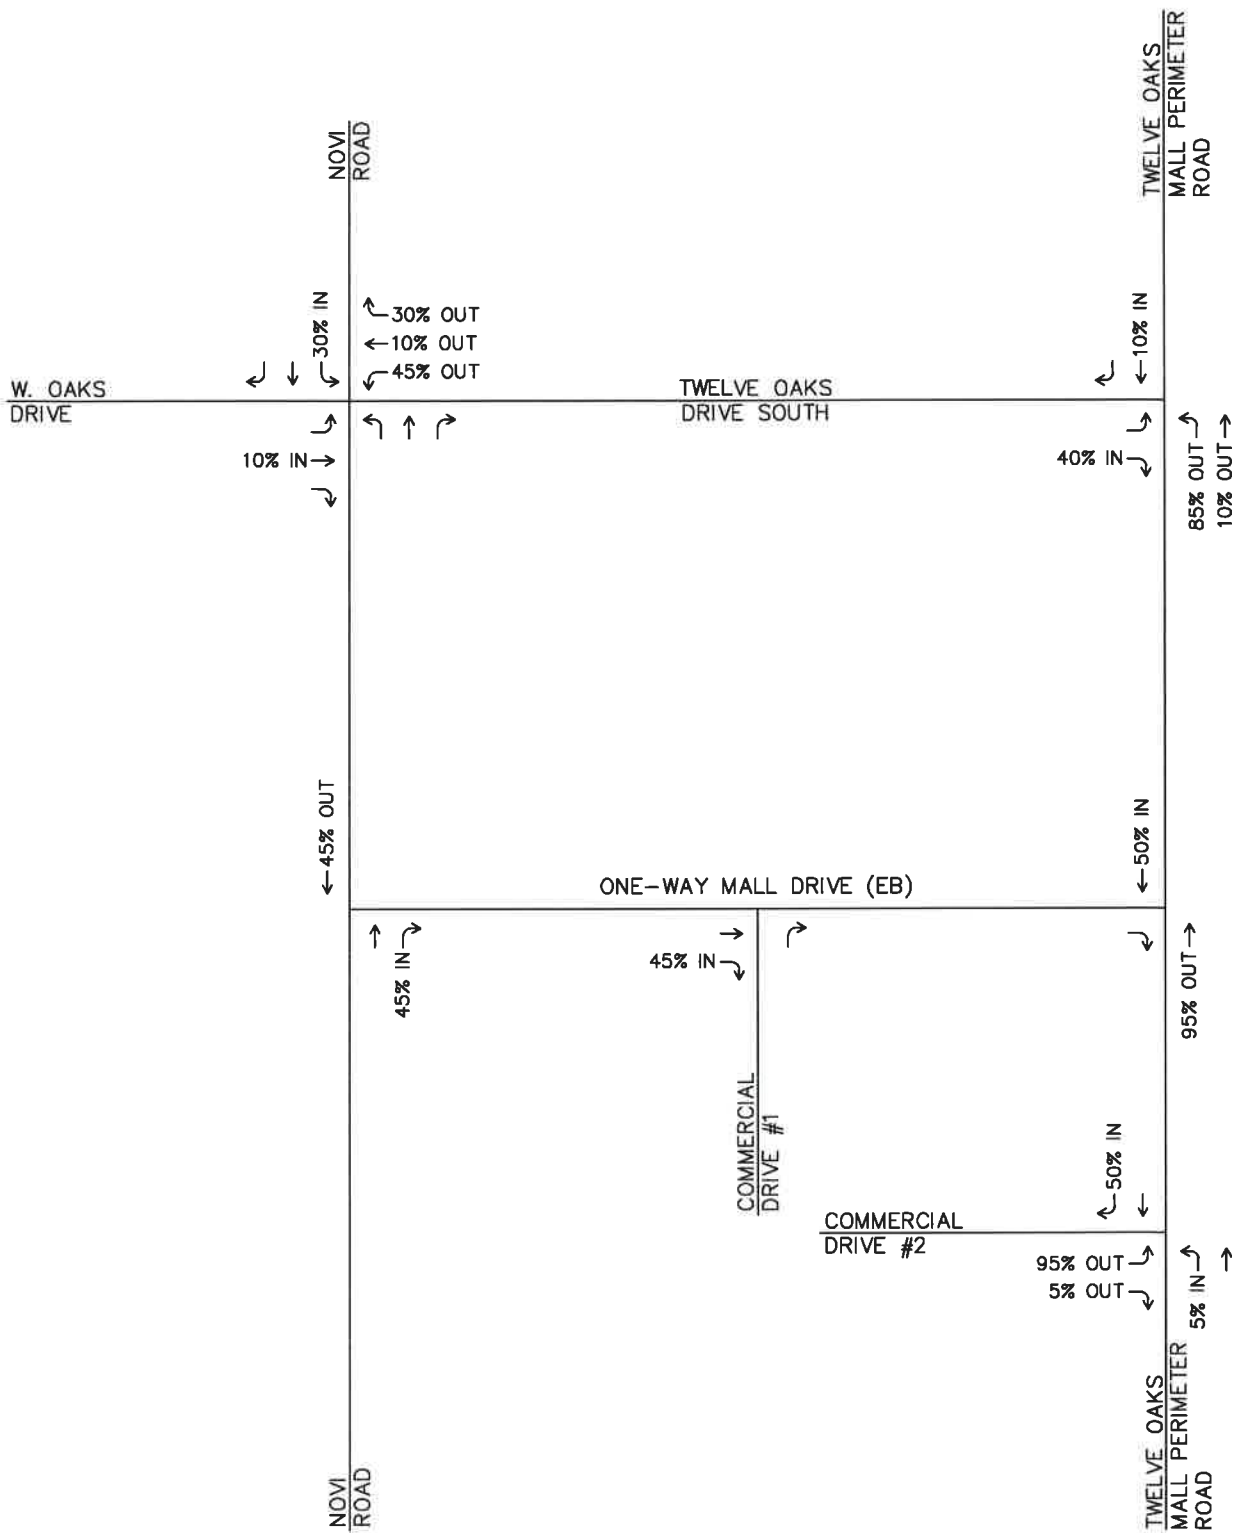 TWELVE OAKS
MALL PERIMETER
ROAD
NOVI
ROAD
30% IN
30% OUT
10% OUT
45% OUT
10% IN
W. OAKS
DRIVE
TWELVE OAKS
DRIVE SOUTH
10% IN
40% IN
85% OUT
10% OUT
45% OUT
50% IN
ONE-WAY MALL DRIVE (EB)
45% IN
45% IN
95% OUT
COMMERCIAL
DRIVE #1
50% IN
COMMERCIAL
DRIVE #2
95% OUT
5% OUT
5% IN
NOVI
ROAD
TWELVE OAKS
MALL PERIMETER
ROAD